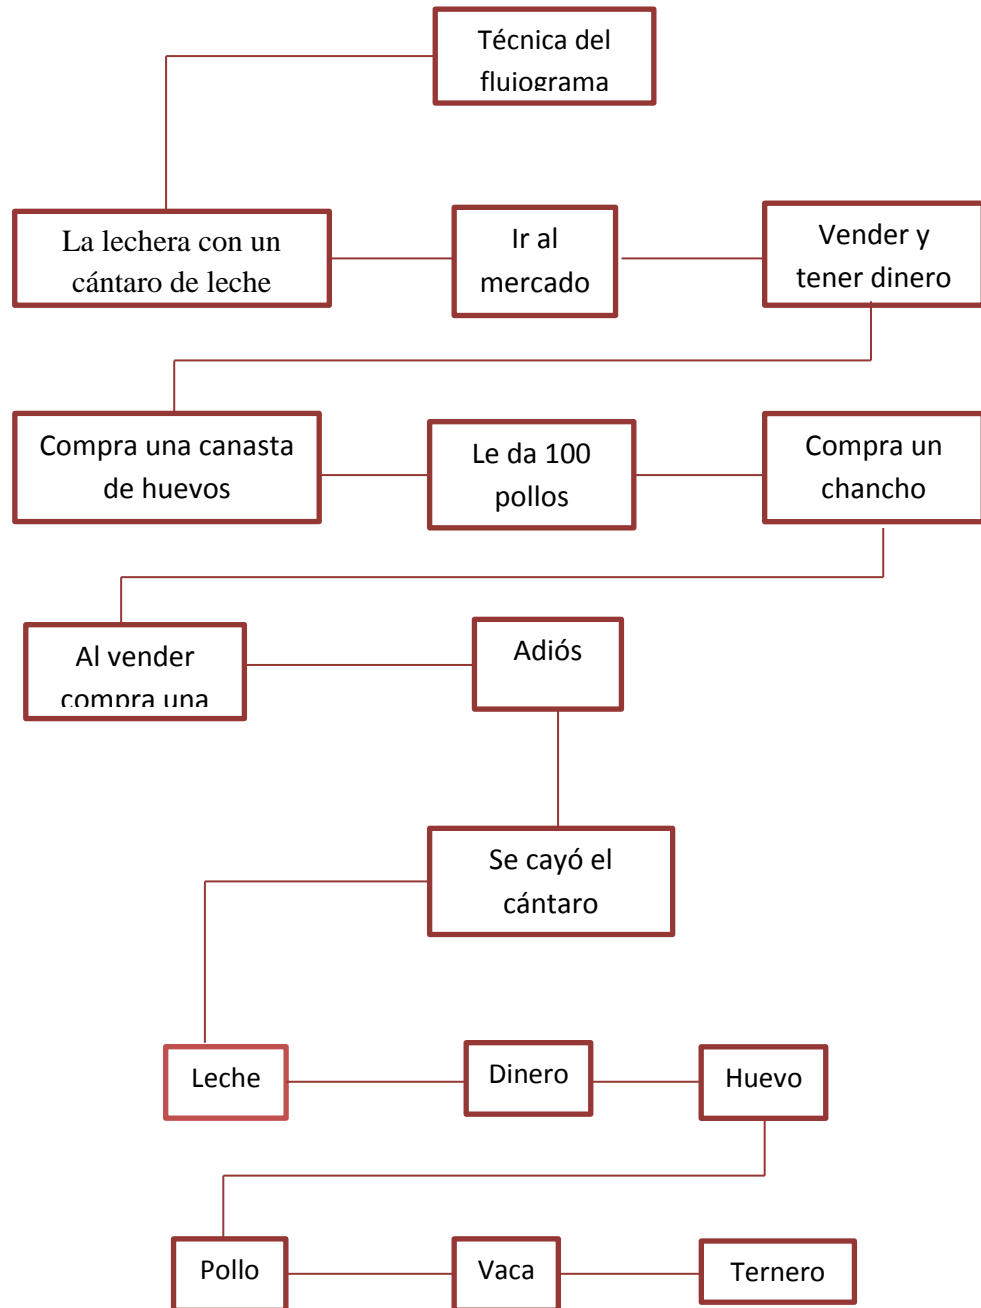 Técnica del
flujograma
La lechera con un
cántaro de leche
Ir al
mercado
Vender y
tener dinero
Compra una canasta
de huevos
Le da 100
pollos
Compra un
chancho
Al vender
compra una
Adiós
Se cayó el
cántaro
Leche
Dinero
Huevo
Pollo
Vaca
Ternero